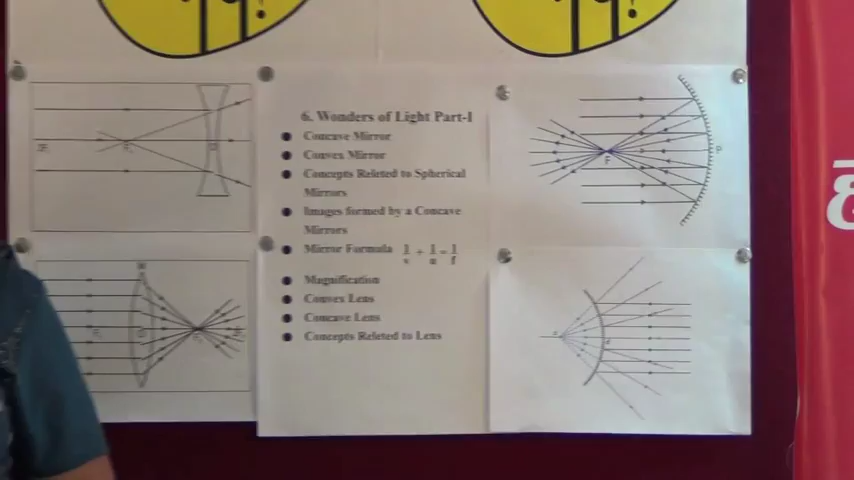 6. Wonders of Light Part-I
● Concave Mirror
● Convex Mirror
● Concepts Releted to Spherical
Mirrors
● Images formed by a Concave
Mirrors
● Mirror Formula 1/v + 1/u = 1/f
● Magnification
● Convex Lens
● Concave Lens
● Concepts Releted to Lens
F
P